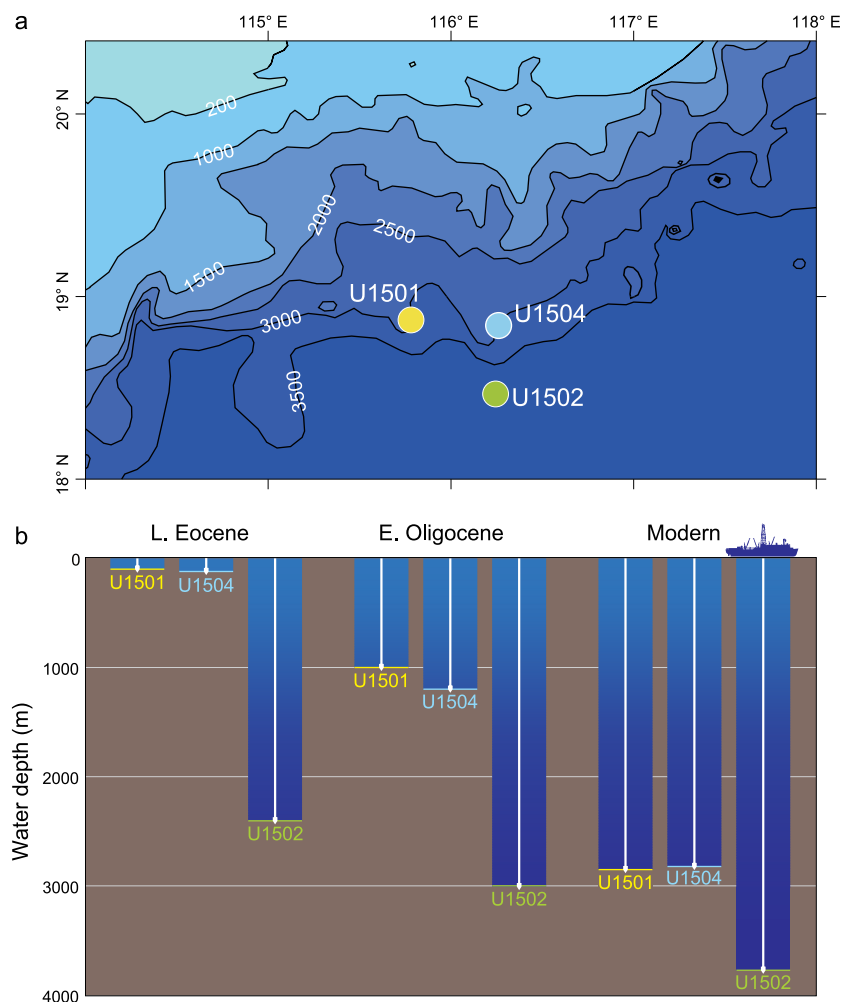 a
115° E
116° E
117° E
118° E
20° N
19° N
18° N
200
1000
1500
2000
2500
3000
3500
U1501
U1504
U1502
b
L. Eocene
E. Oligocene
Modern
Water depth (m)
0
1000
2000
3000
4000
U1501
U1504
U1502
U1501
U1504
U1502
U1501
U1504
U1502